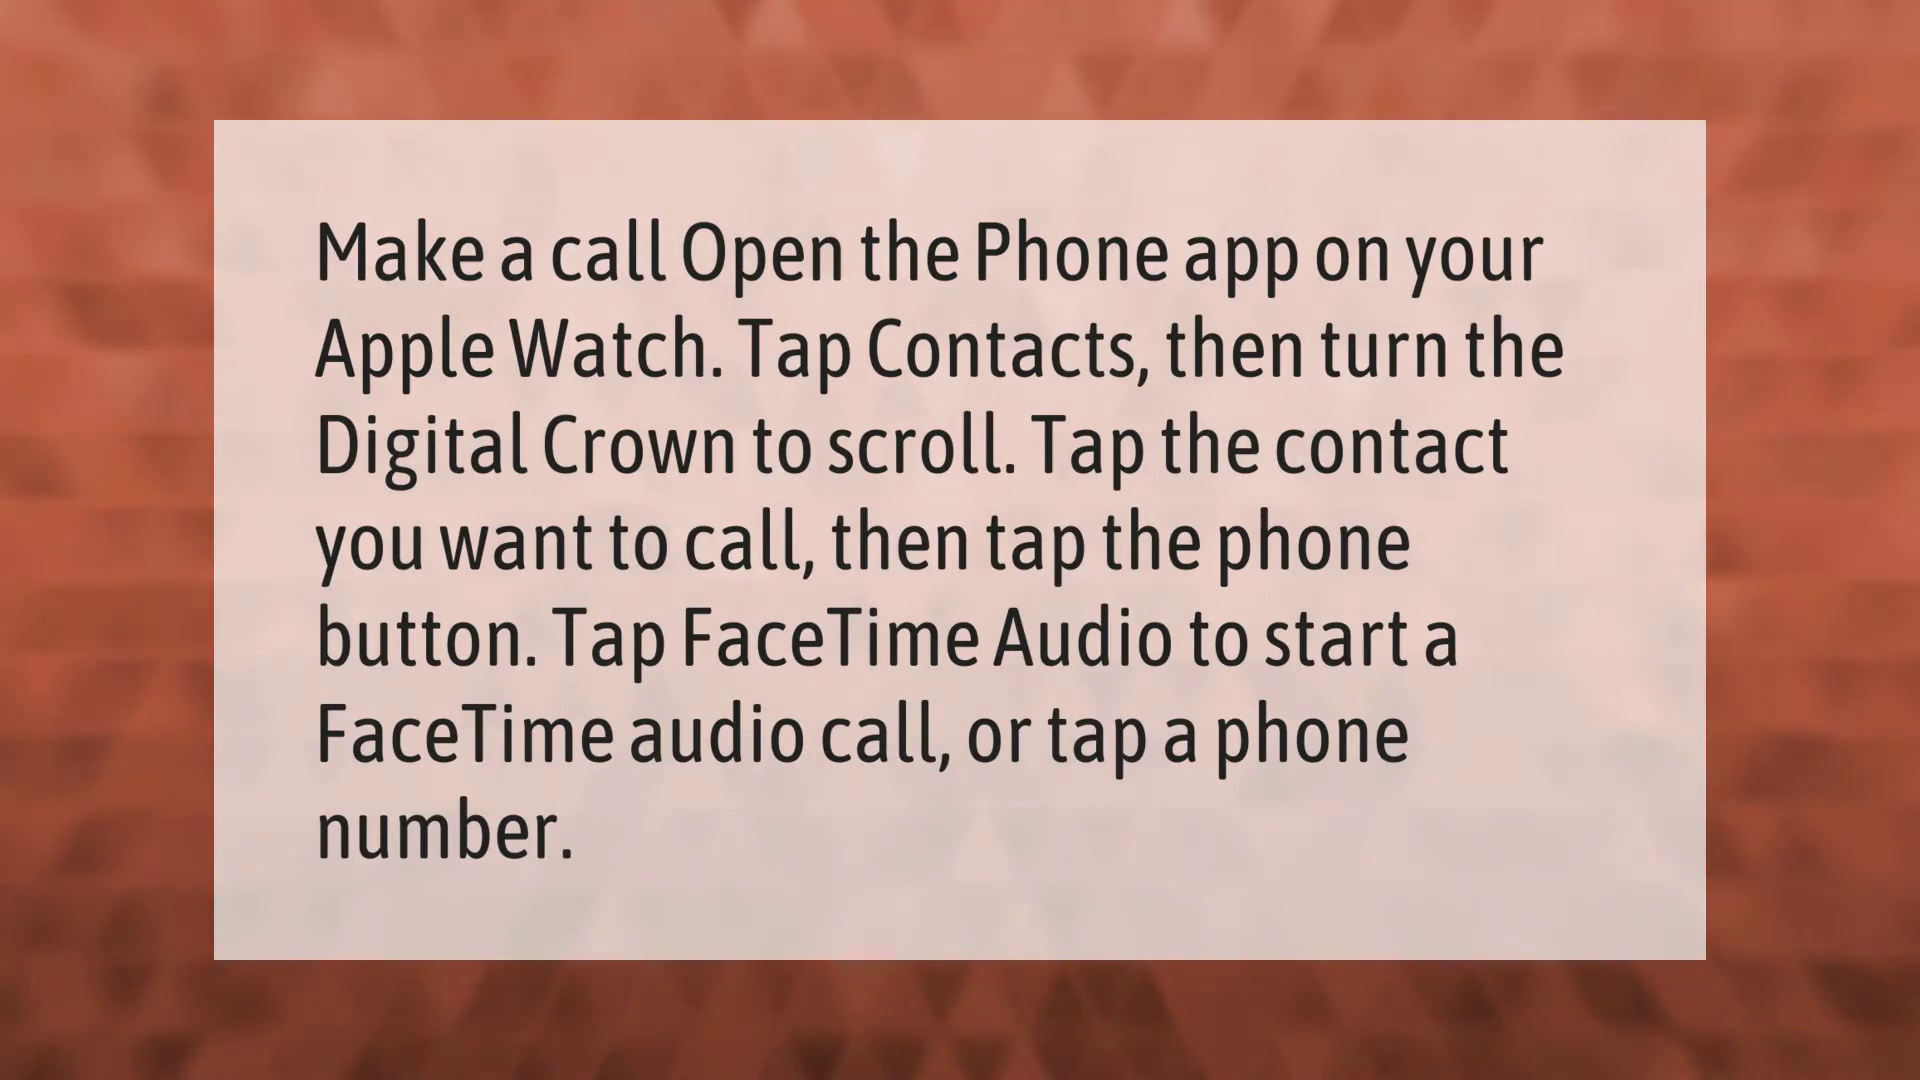 Make a call Open the Phone app on your
Apple Watch. Tap Contacts, then turn the
Digital Crown to scroll. Tap the contact
you want to call, then tap the phone
button. Tap FaceTime Audio to start a
FaceTime audio call, or tap a phone
number.